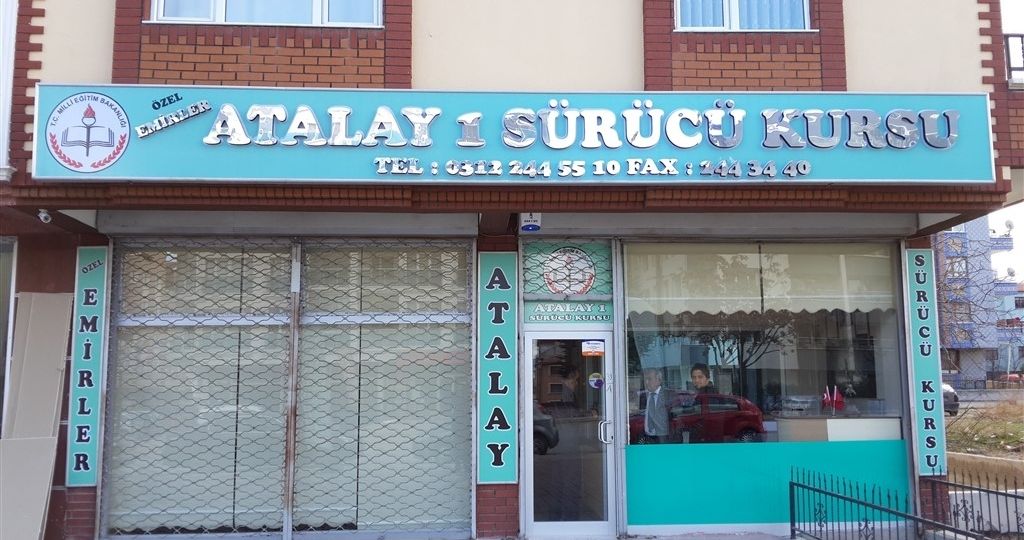 T.C. MİLLİ EĞİTİM BAKANLIĞI
ÖZEL
EMİRLER
ATALAY 1 SÜRÜCÜ KURSU
TEL : 0312 244 55 10 FAX : 244 34 40
ÖZEL
EMİRLER
ATALAY
ATALAY 1
SÜRÜCÜ KURSU
SÜRÜCÜ KURSU